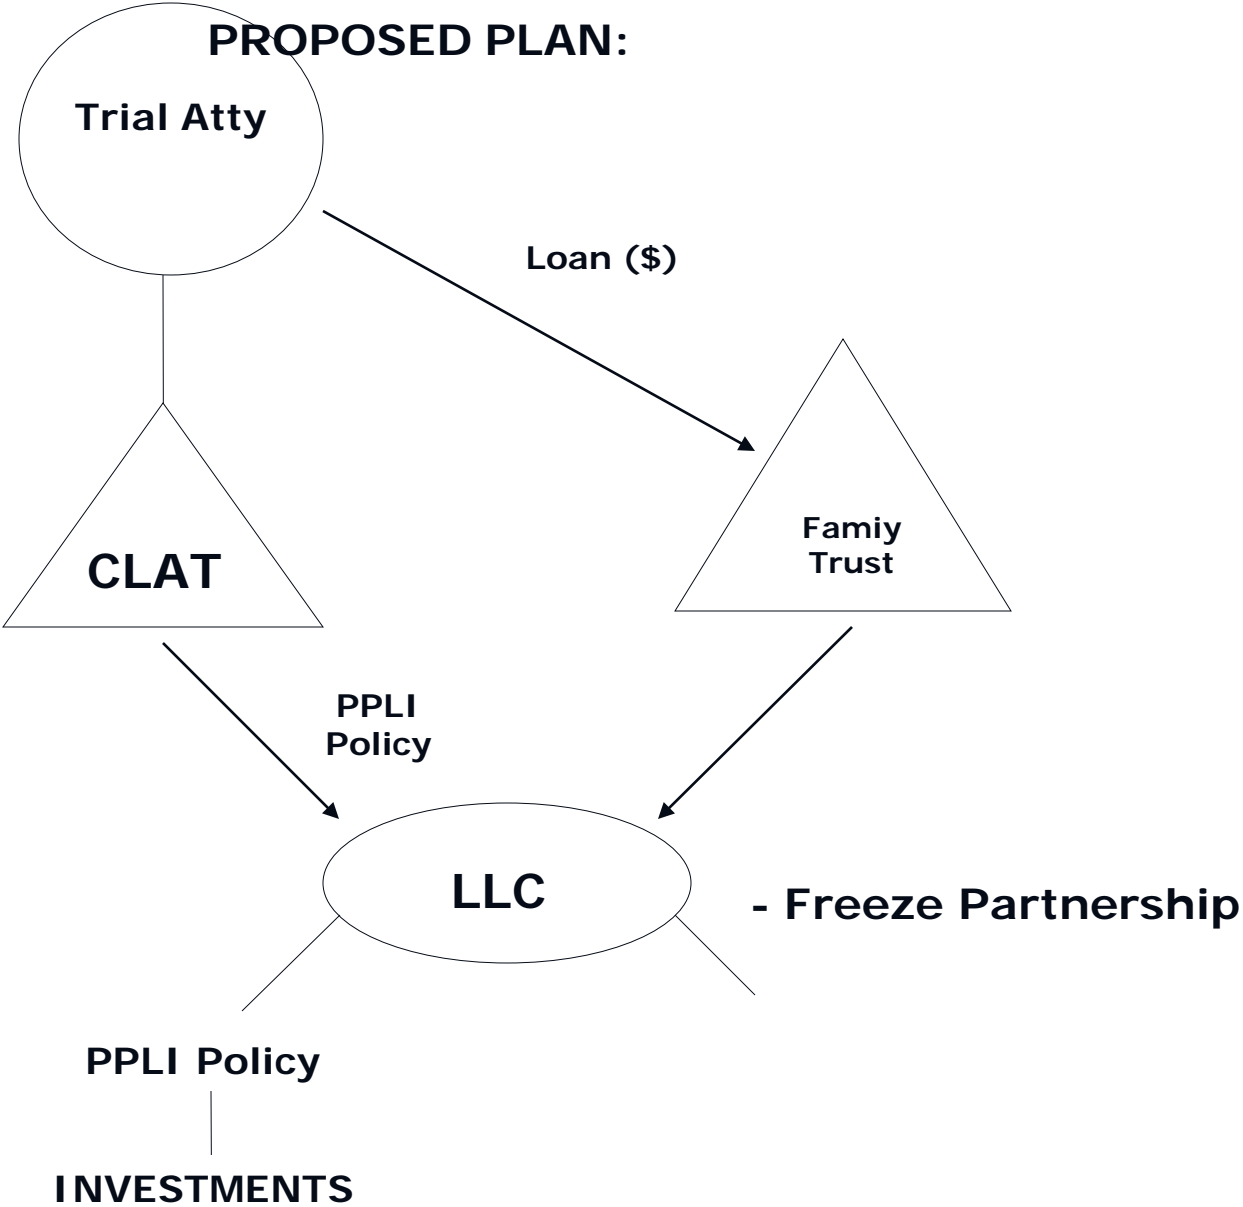 PROPOSED PLAN:
Trial Atty
Loan ($)
Famiy
Trust
CLAT
PPLI
Policy
LLC
- Freeze Partnership
PPLI Policy
INVESTMENTS